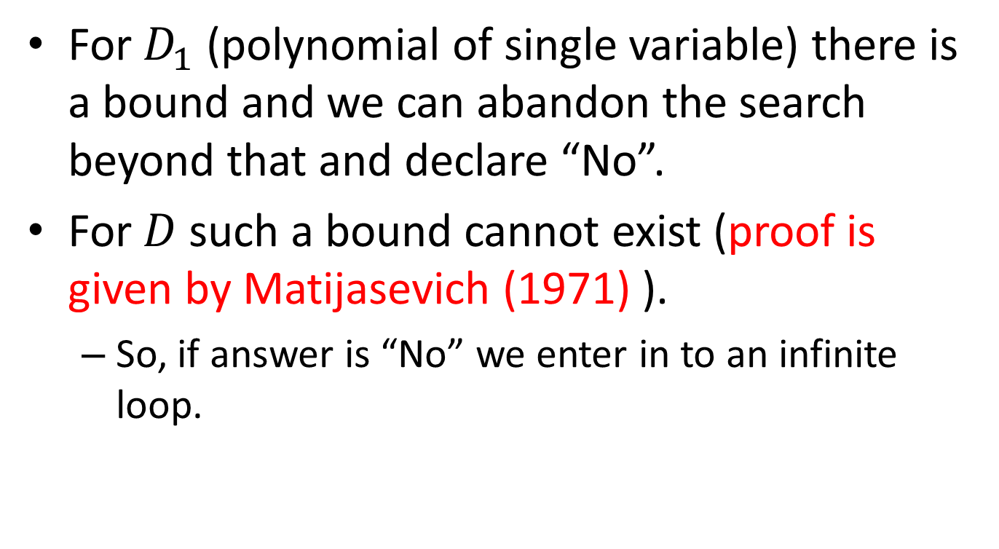 • For 𝐷₁ (polynomial of single variable) there is
a bound and we can abandon the search
beyond that and declare “No”.
• For 𝐷 such a bound cannot exist (proof is
given by Matijasevich (1971) ).
– So, if answer is “No” we enter in to an infinite
loop.